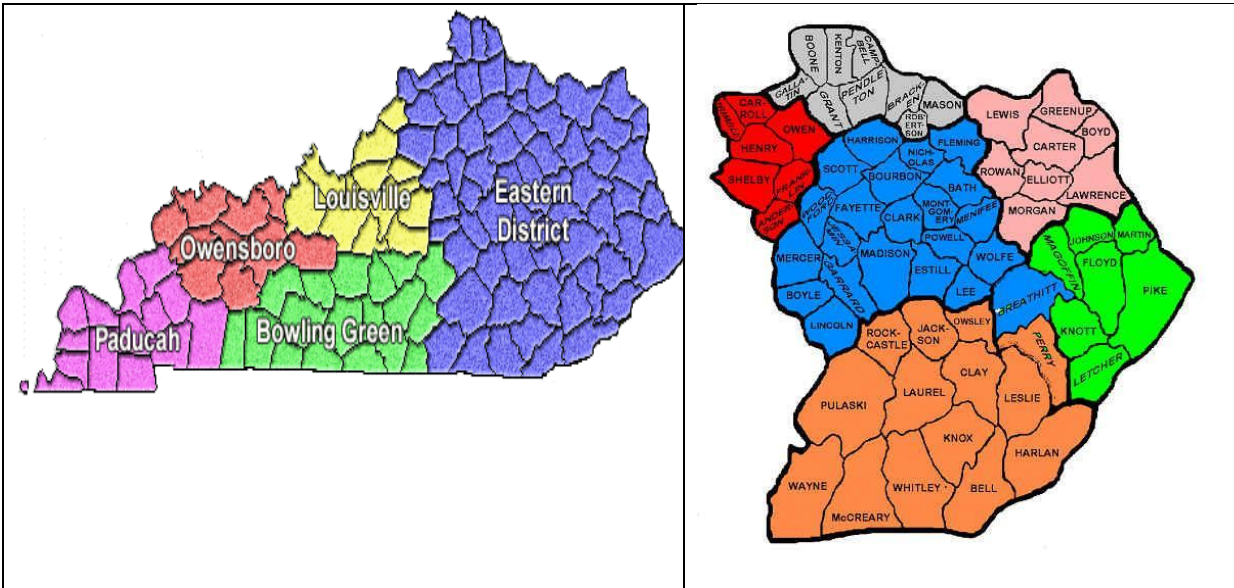 Louisville
Eastern
District
Owensboro
Bowling Green
Paducah
BOONE
KENTON
CAMP-
BELL
GALLA-
TIN
GRANT
PENDLE
TON
BRACK-
EN
MASON
ROB-
ERT-
SON
TRIMBLE
CAR-
ROLL
OWEN
HENRY
SHELBY
FRANK-
LIN
ANDER-
SON
LEWIS
GREENUP
BOYD
CARTER
ROWAN
ELLIOTT
LAWRENCE
MORGAN
HARRISON
NICH-
OLAS
FLEMING
SCOTT
BOURBON
BATH
WOOD-
FORD
FAYETTE
CLARK
MONT-
GOM-
ERY
MENIFEE
JESSA-
MINE
POWELL
MERCER
MADISON
ESTILL
WOLFE
GARRARD
LEE
BOYLE
LINCOLN
BREATHITT
MAGOFFIN
JOHNSON
MARTIN
FLOYD
PIKE
KNOTT
LETCHER
ROCK-
CASTLE
JACK-
SON
OWSLEY
PERRY
CLAY
PULASKI
LAUREL
LESLIE
KNOX
HARLAN
WAYNE
WHITLEY
BELL
McCREARY